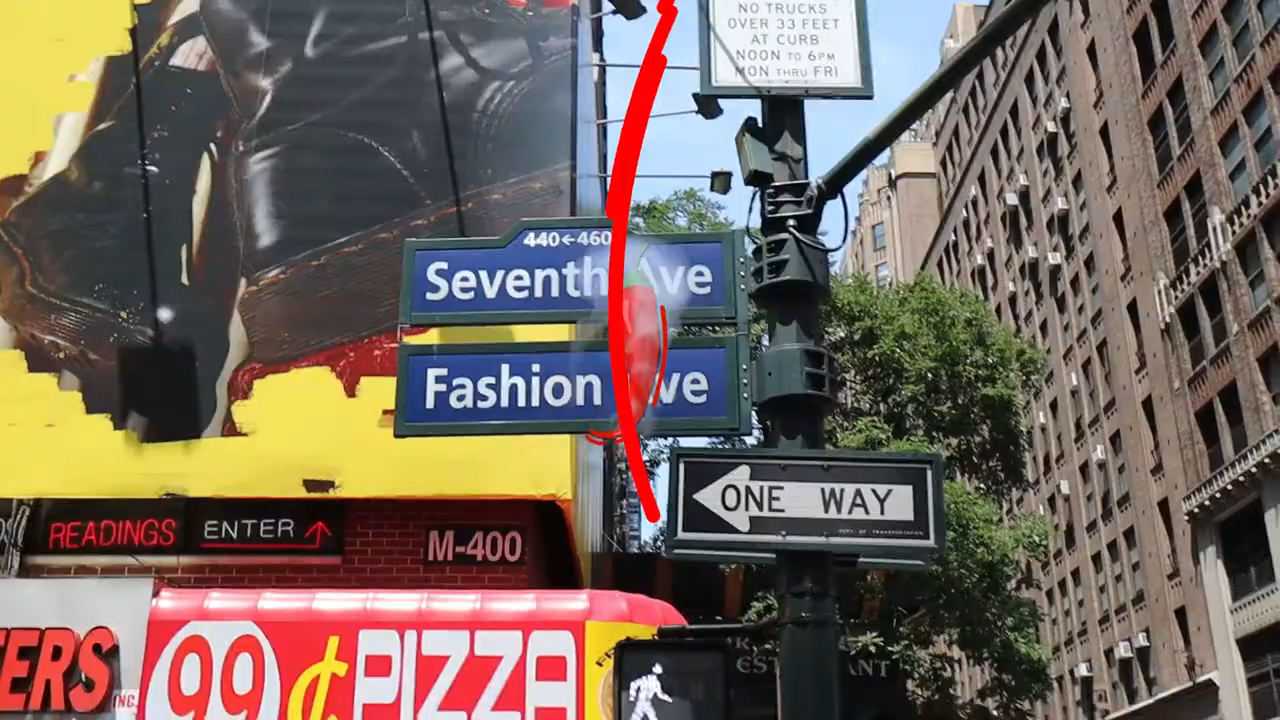 NO TRUCKS
OVER 33 FEET
AT CURB
NOON TO 6PM
MON THRU FRI
440←460
Seventh Ave
Fashion Ave
ONE WAY
READINGS
ENTER ↑
M-400
ERS
INC.
99¢ PIZZA